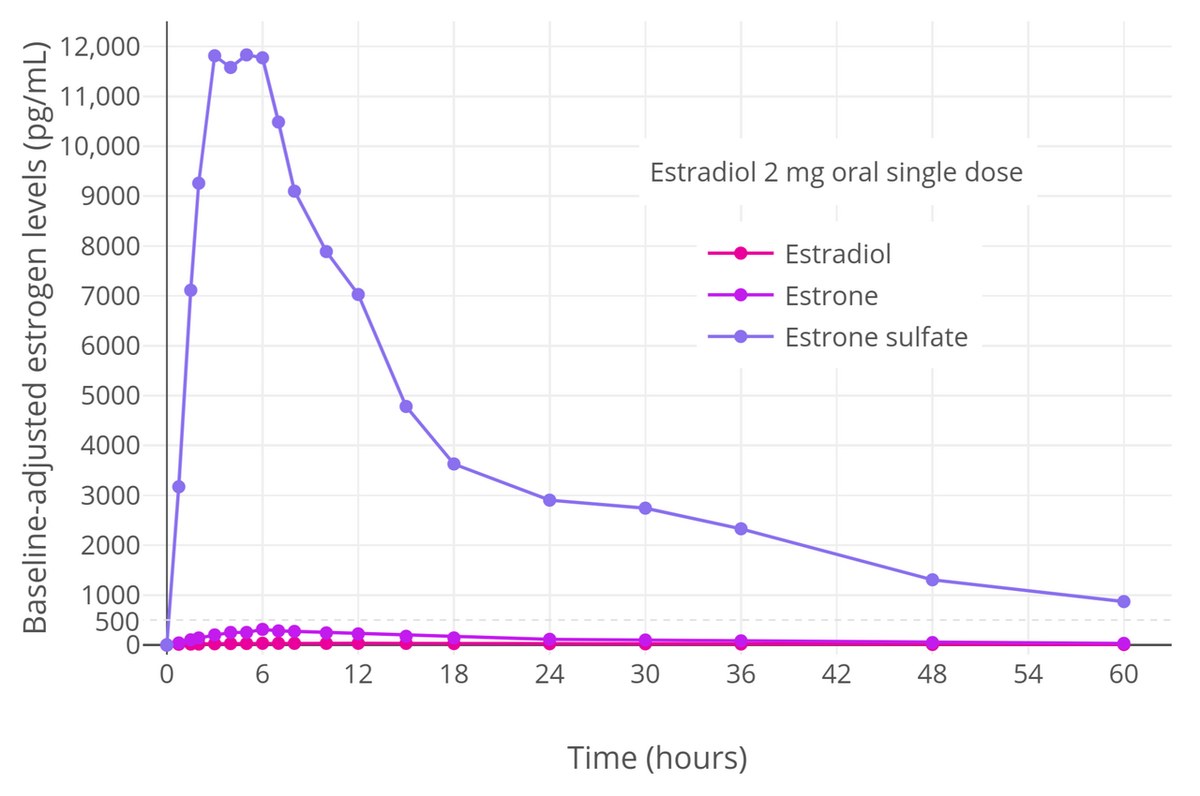 Baseline-adjusted estrogen levels (pg/mL)
12,000
11,000
10,000
9000
8000
7000
6000
5000
4000
3000
2000
1000
500
0
Estradiol 2 mg oral single dose
Estradiol
Estrone
Estrone sulfate
0 6 12 18 24 30 36 42 48 54 60
Time (hours)